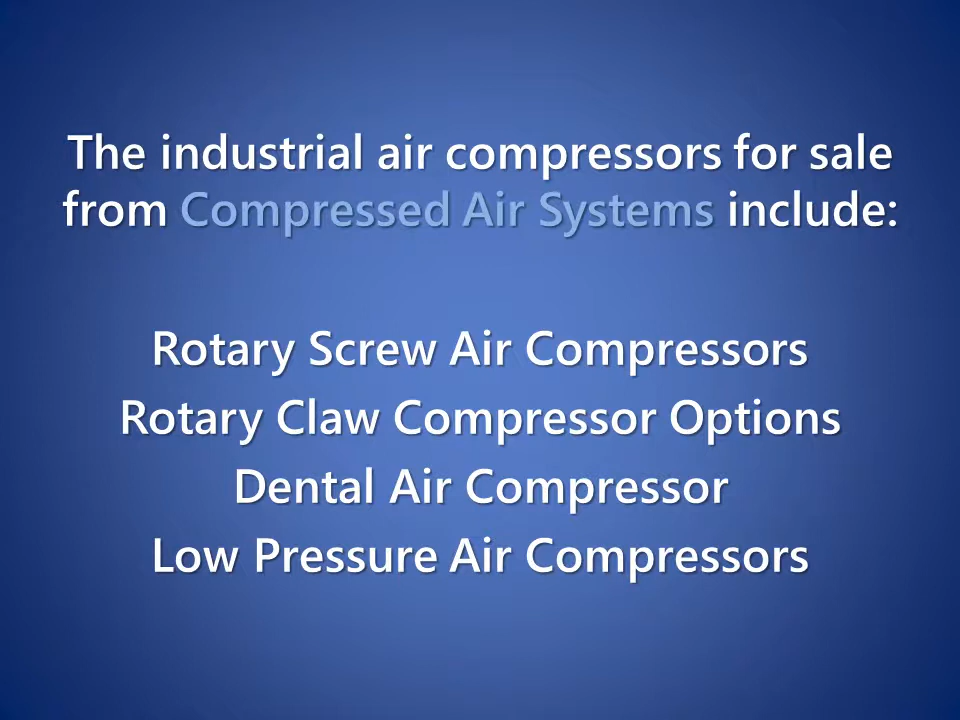 The industrial air compressors for sale
from Compressed Air Systems include:
Rotary Screw Air Compressors
Rotary Claw Compressor Options
Dental Air Compressor
Low Pressure Air Compressors